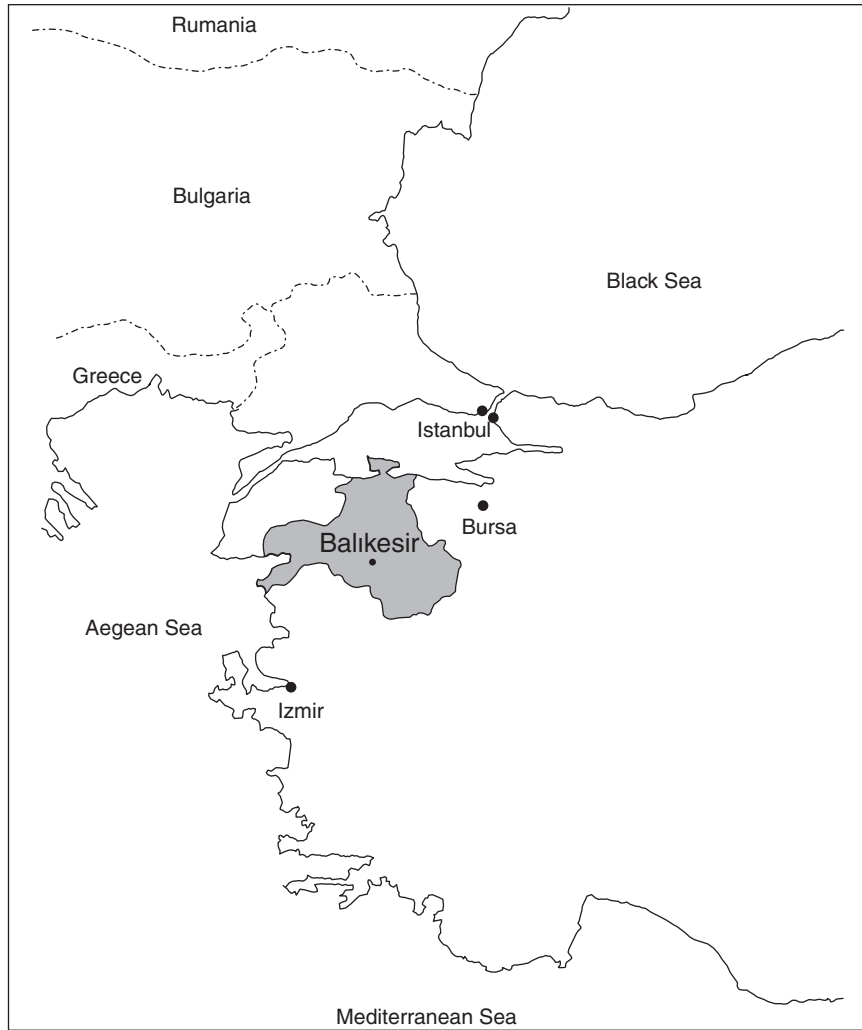 Rumania
Bulgaria
Black Sea
Greece
Istanbul
Bursa
Balıkesir
Aegean Sea
Izmir
Mediterranean Sea